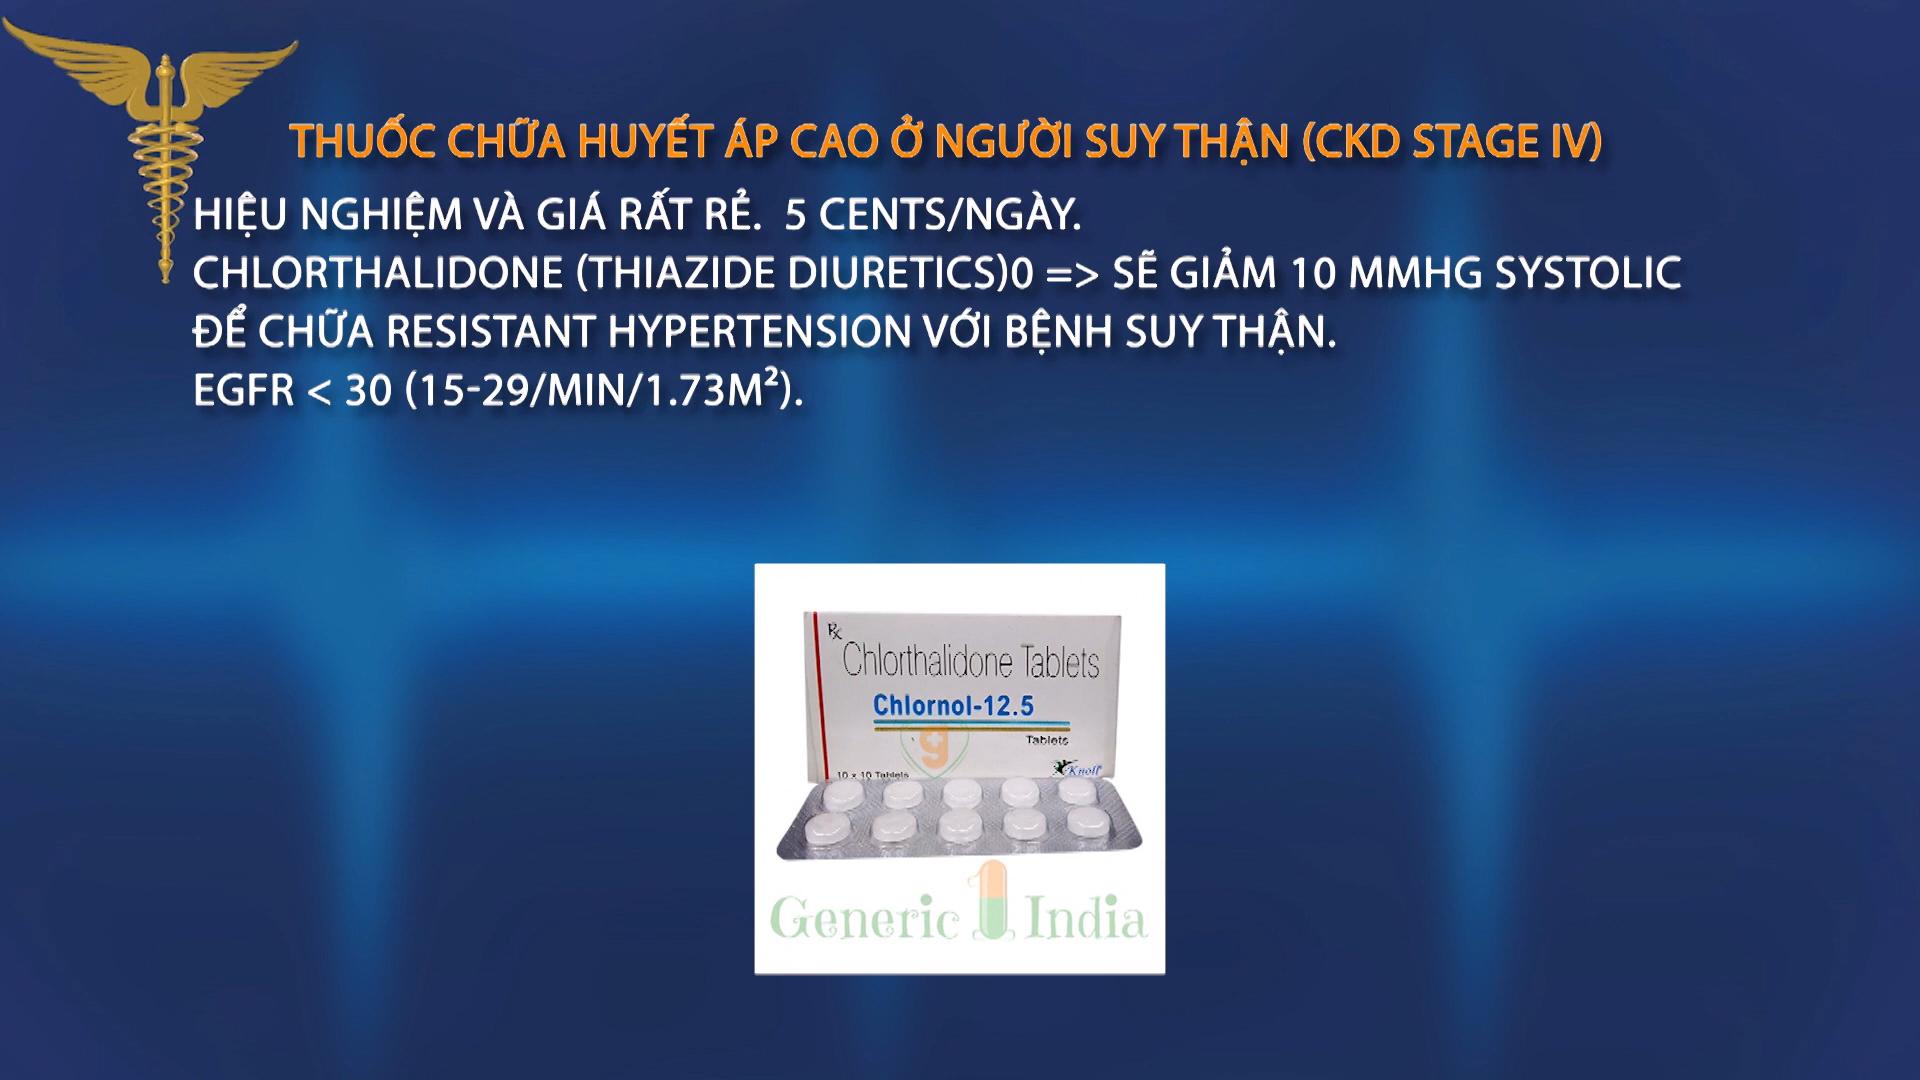 THUỐC CHỮA HUYẾT ÁP CAO Ở NGƯỜI SUY THẬN (CKD STAGE IV)
HIỆU NGHIỆM VÀ GIÁ RẤT RẺ.  5 CENTS/NGÀY.
CHLORTHALIDONE (THIAZIDE DIURETICS)0 => SẼ GIẢM 10 MMHG SYSTOLIC
ĐỂ CHỮA RESISTANT HYPERTENSION VỚI BỆNH SUY THẬN.
EGFR < 30 (15-29/MIN/1.73M²).
Rx
Chlorthalidone Tablets
Chlornol-12.5
Tablets
10 x 10 Tablets
Knoll
Generic 1 India